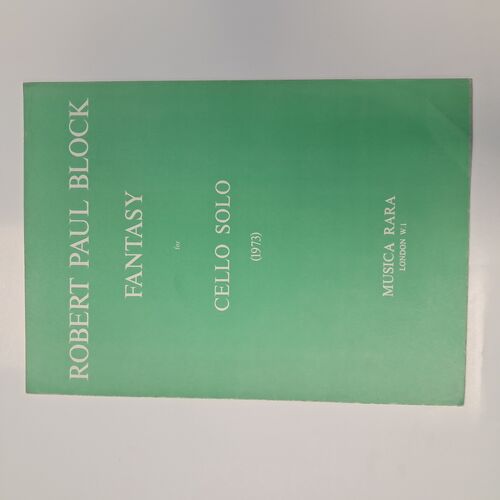 ROBERT PAUL BLOCK
FANTASY
for
CELLO SOLO
(1973)
MUSICA RARA
LONDON W.1